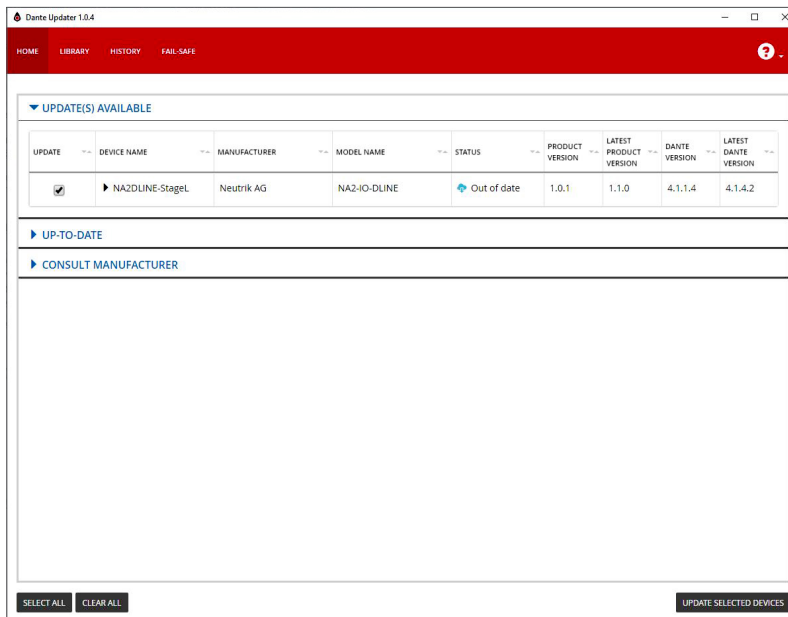 Dante Updater 1.0.4
HOME LIBRARY HISTORY FAIL-SAFE
?
UPDATE(S) AVAILABLE
UPDATE DEVICE NAME MANUFACTURER MODEL NAME STATUS PRODUCT VERSION LATEST PRODUCT VERSION DANTE VERSION LATEST DANTE VERSION
NA2DLINE-StageL Neutrik AG NA2-IO-DLINE Out of date 1.0.1 1.1.0 4.1.1.4 4.1.4.2
UP-TO-DATE
CONSULT MANUFACTURER
SELECT ALL CLEAR ALL UPDATE SELECTED DEVICES